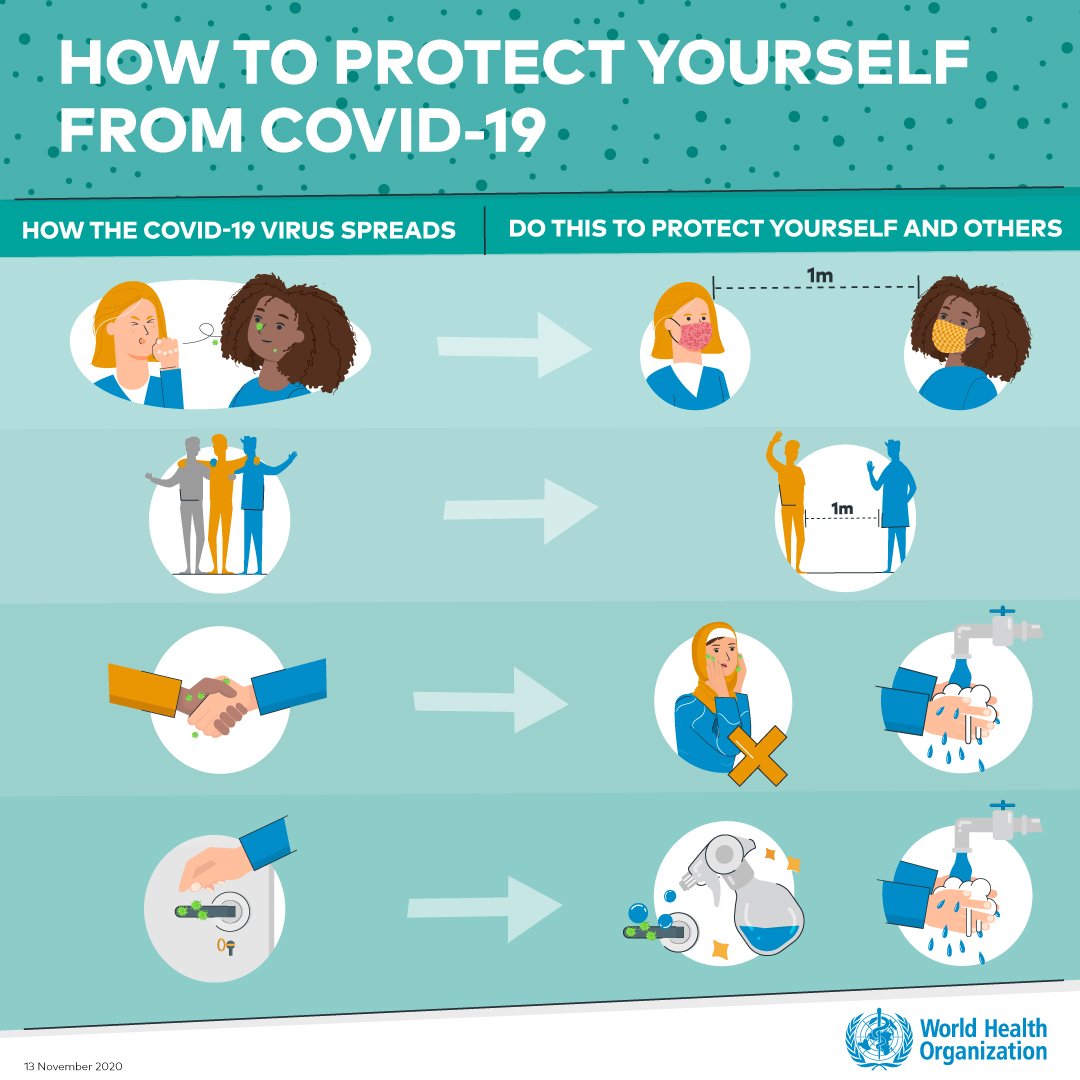 HOW TO PROTECT YOURSELF
FROM COVID-19
HOW THE COVID-19 VIRUS SPREADS
DO THIS TO PROTECT YOURSELF AND OTHERS
1m
1m
World Health
Organization
13 November 2020